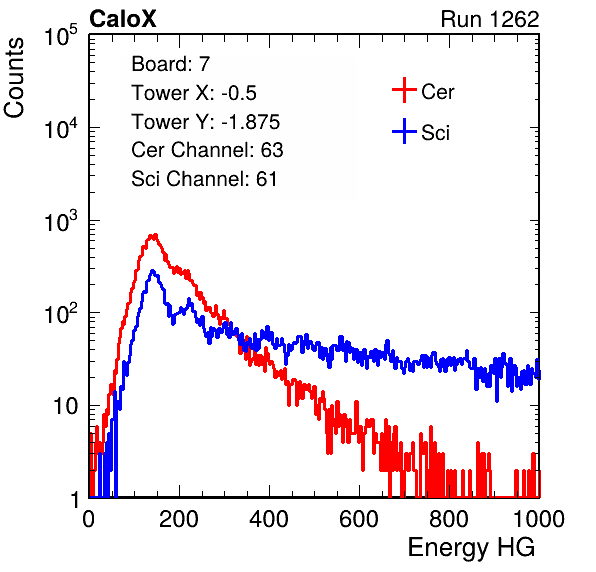 CaloX Run 1262
Counts
10^5
10^4
10^3
10^2
10
1
Board: 7
Tower X: -0.5
Tower Y: -1.875
Cer Channel: 63
Sci Channel: 61
Cer
Sci
0 200 400 600 800 1000
Energy HG